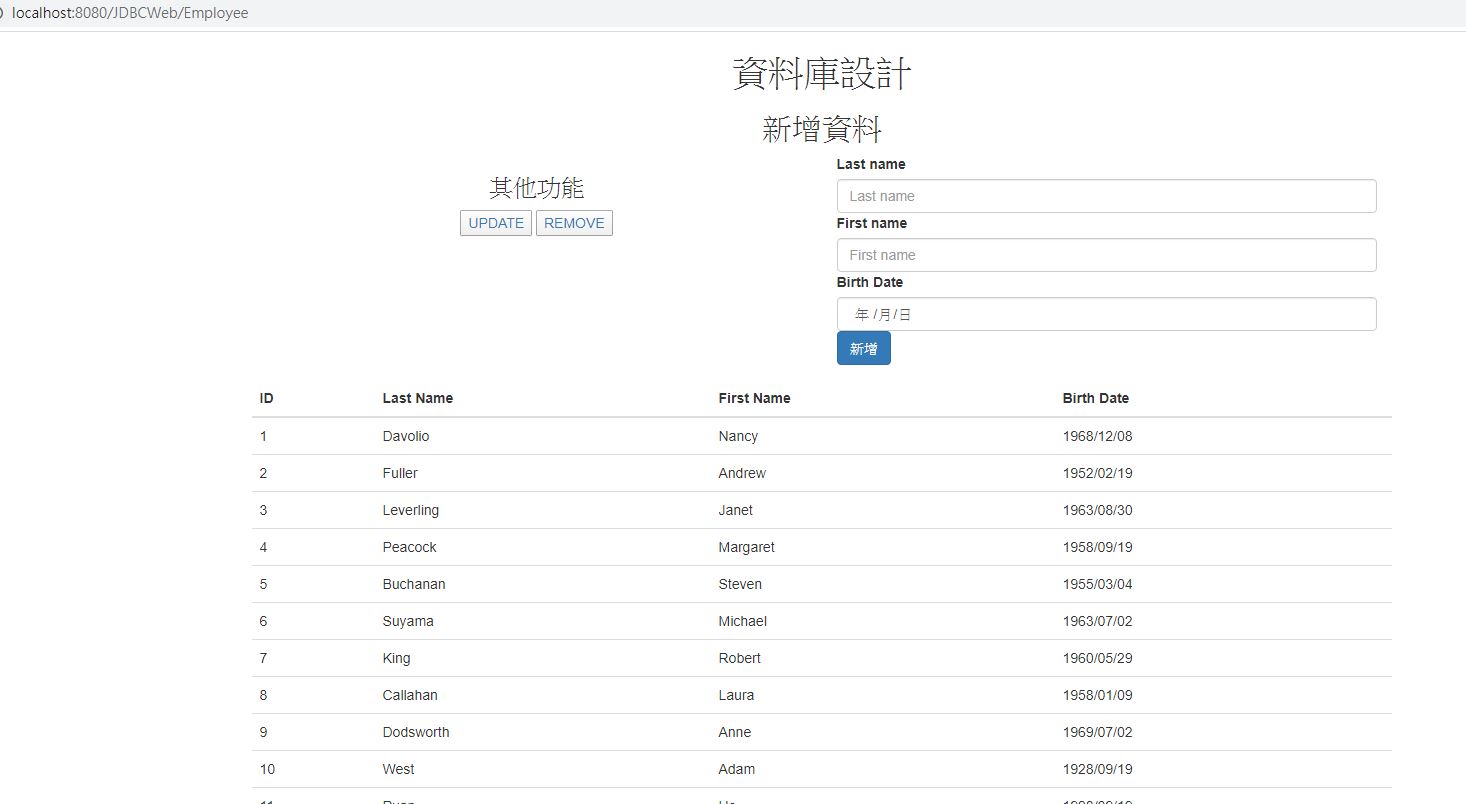 localhost:8080/JDBCWeb/Employee
資料庫設計
新增資料
其他功能
UPDATE REMOVE
Last name
Last name
First name
First name
Birth Date
年 /月/日
新增
ID Last Name First Name Birth Date
1 Davolio Nancy 1968/12/08
2 Fuller Andrew 1952/02/19
3 Leverling Janet 1963/08/30
4 Peacock Margaret 1958/09/19
5 Buchanan Steven 1955/03/04
6 Suyama Michael 1963/07/02
7 King Robert 1960/05/29
8 Callahan Laura 1958/01/09
9 Dodsworth Anne 1969/07/02
10 West Adam 1928/09/19